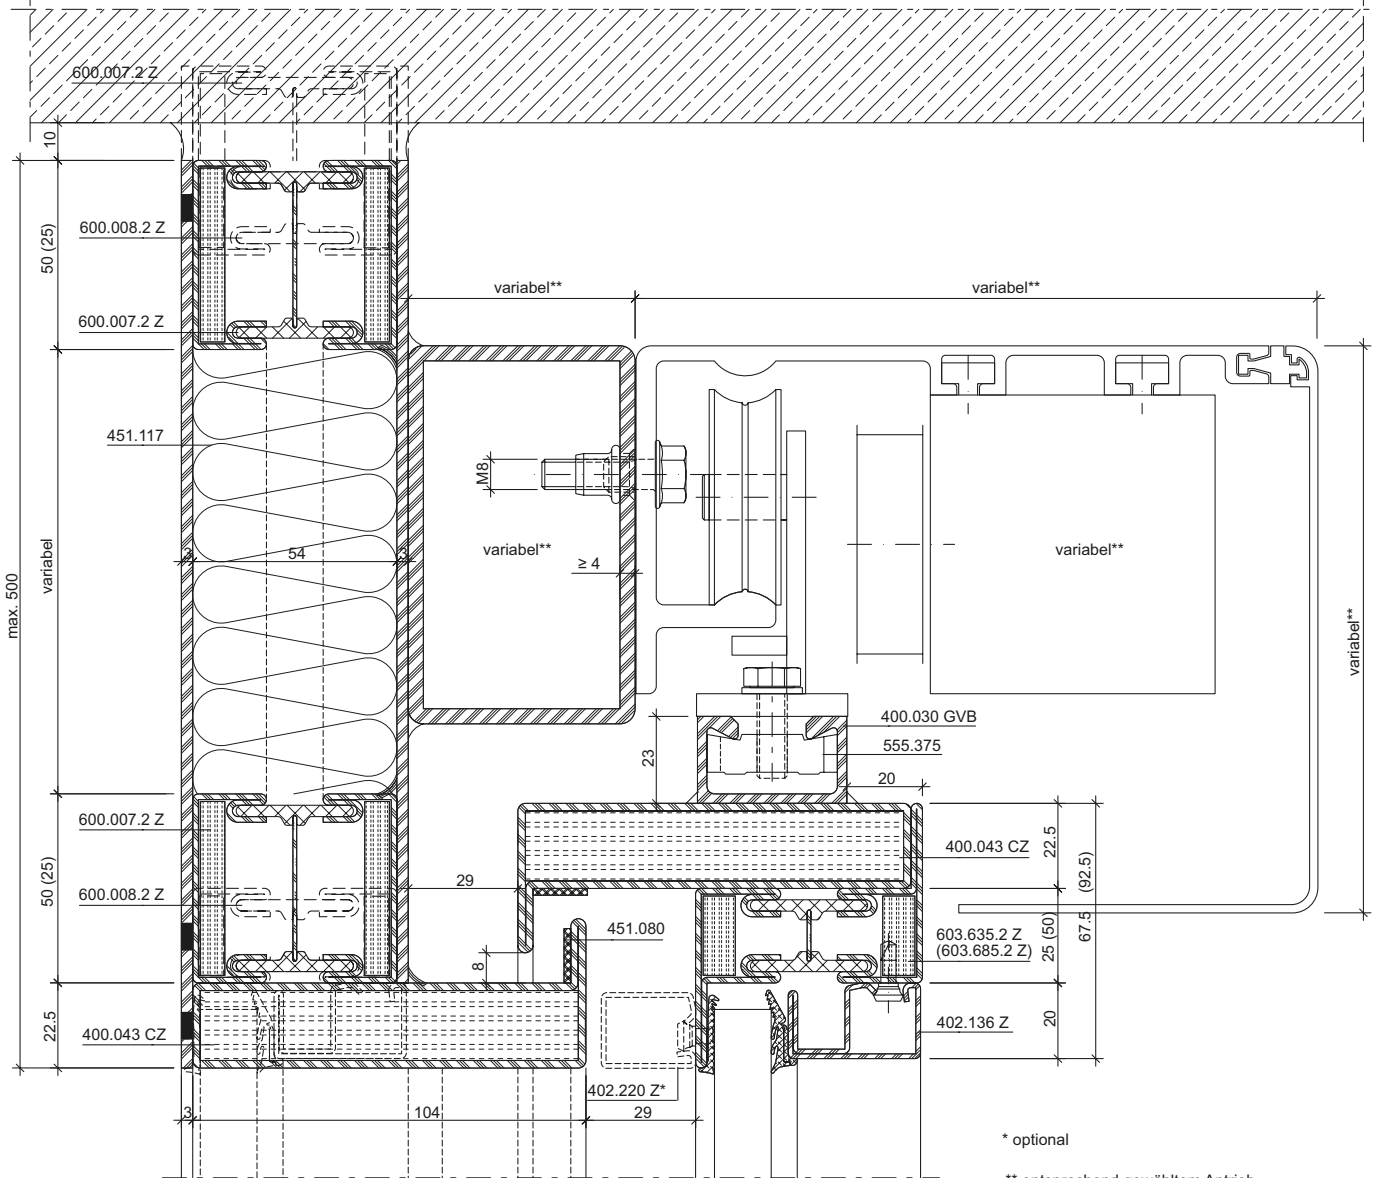 600.007.2 Z
10
600.008.2 Z
50 (25)
variabel**
variabel**
600.007.2 Z
451.117
M8
3
54
3
variabel**
variabel**
≥ 4
variabel
max. 500
variabel**
400.030 GVB
555.375
23
20
600.007.2 Z
400.043 CZ
22.5
67.5 (92.5)
50 (25)
29
600.008.2 Z
451.080
603.635.2 Z
(603.685.2 Z)
25 (50)
8
22.5
400.043 CZ
402.136 Z
20
402.220 Z*
3
104
29
* optional
** entsprechend gewähltem Antrieb